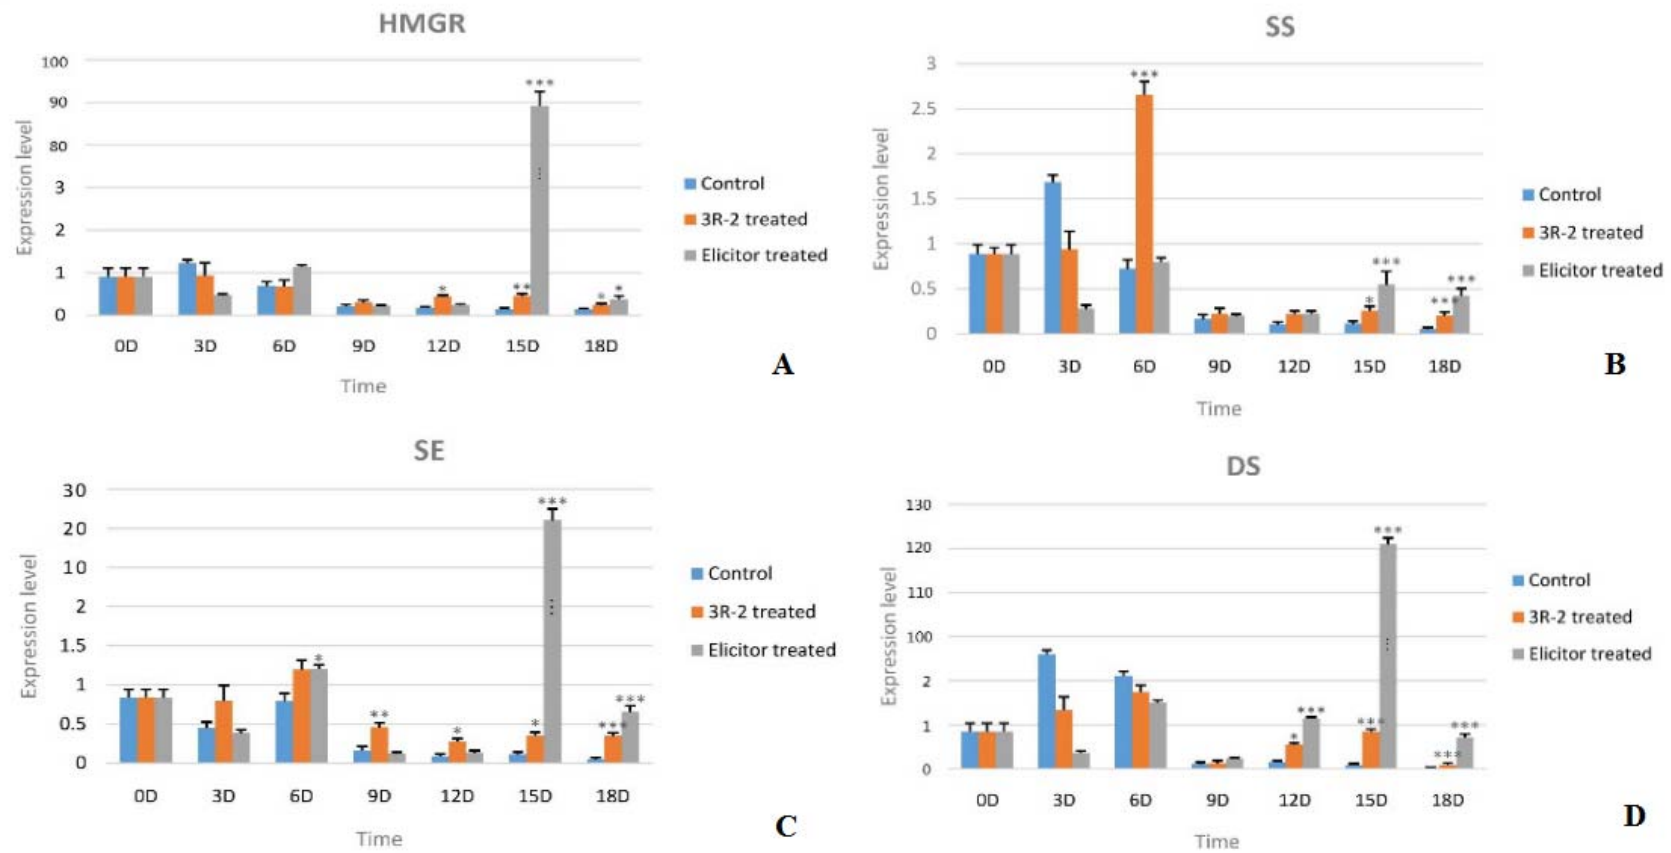 HMGR
100
90
80
3
2
1
0
Expression level
*** 
* ** * *
0D 3D 6D 9D 12D 15D 18D
Time
Control
3R-2 treated
Elicitor treated
A
SS
3
2.5
2
1.5
1
0.5
0
Expression level
***
*** ***
* ***
0D 3D 6D 9D 12D 15D 18D
Time
Control
3R-2 treated
Elicitor treated
B
SE
30
20
10
2
1.5
1
0.5
0
Expression level
***
* ***
** * * ***
0D 3D 6D 9D 12D 15D 18D
Time
Control
3R-2 treated
Elicitor treated
C
DS
130
120
110
100
2
1
0
Expression level
***
*** *** ***
* ***
0D 3D 6D 9D 12D 15D 18D
Time
Control
3R-2 treated
Elicitor treated
D